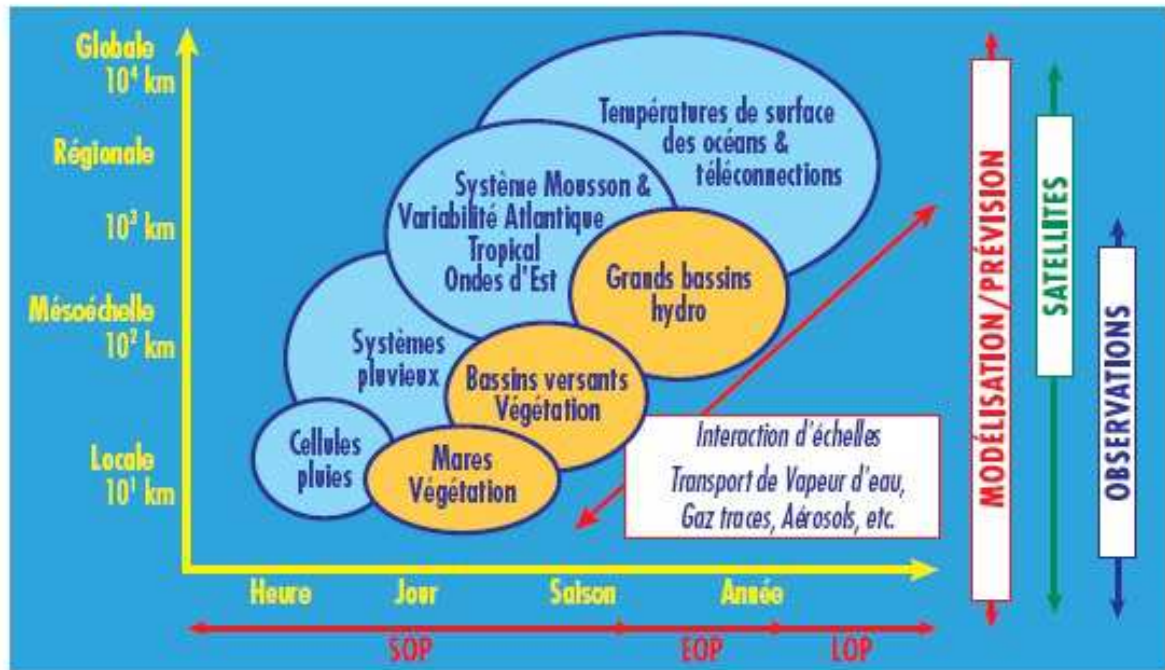 Globale
10⁴ km
Régionale
10³ km
Mésoéchelle
10² km
Locale
10¹ km
Températures de surface
des océans &
téléconnections
Système Mousson &
Variabilité Atlantique
Tropical
Ondes d'Est
Grands bassins
hydro
Systèmes
pluvieux
Bassins versants
Végétation
Cellules
pluies
Mares
Végétation
Interaction d'échelles
Transport de Vapeur d'eau,
Gaz traces, Aérosols, etc.
Heure Jour Saison Année
SOP EOP LOP
MODÉLISATION/PRÉVISION
SATELLITES
OBSERVATIONS